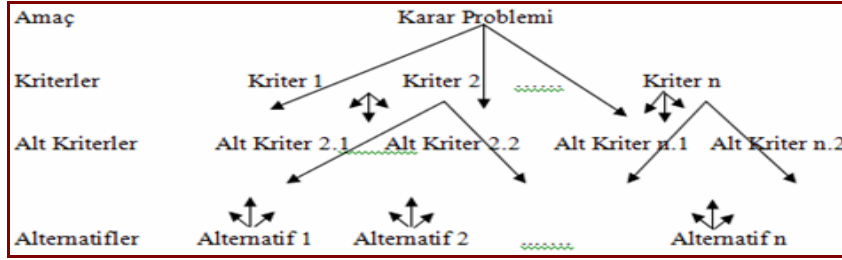 Amaç Karar Problemi
Kriterler Kriter 1 Kriter 2 ....... Kriter n
Alt Kriterler Alt Kriter 2.1 Alt Kriter 2.2 Alt Kriter n.1 Alt Kriter n.2
Alternatifler Alternatif 1 Alternatif 2 ....... Alternatif n